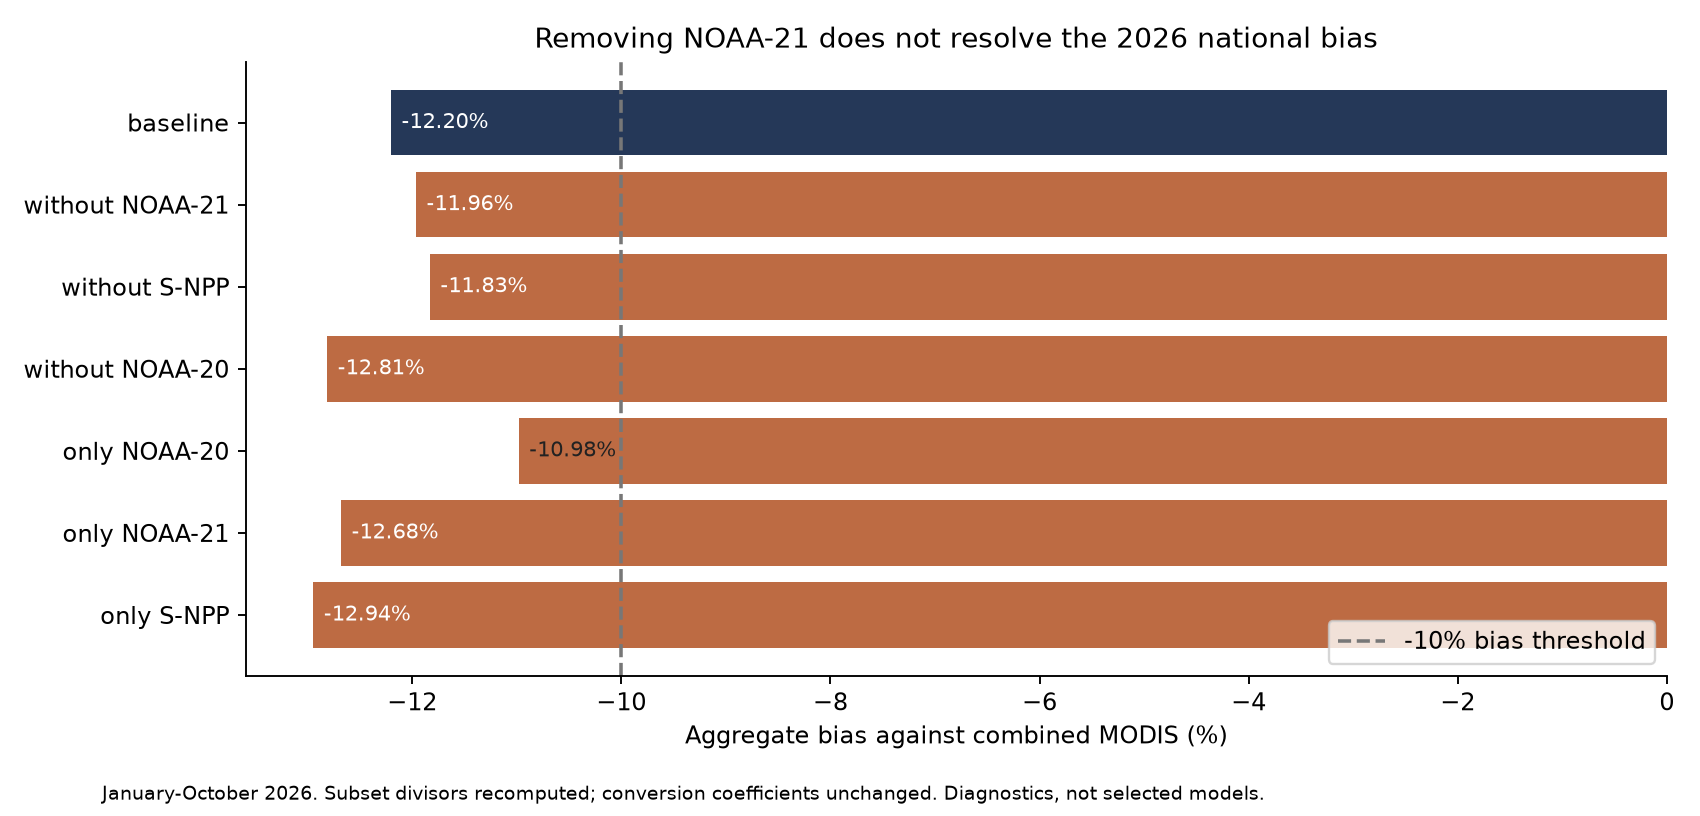 Removing NOAA-21 does not resolve the 2026 national bias
baseline
-12.20%
without NOAA-21
-11.96%
without S-NPP
-11.83%
without NOAA-20
-12.81%
only NOAA-20
-10.98%
only NOAA-21
-12.68%
only S-NPP
-12.94%
-10% bias threshold
−12
−10
−8
−6
−4
−2
0
Aggregate bias against combined MODIS (%)
January-October 2026. Subset divisors recomputed; conversion coefficients unchanged. Diagnostics, not selected models.